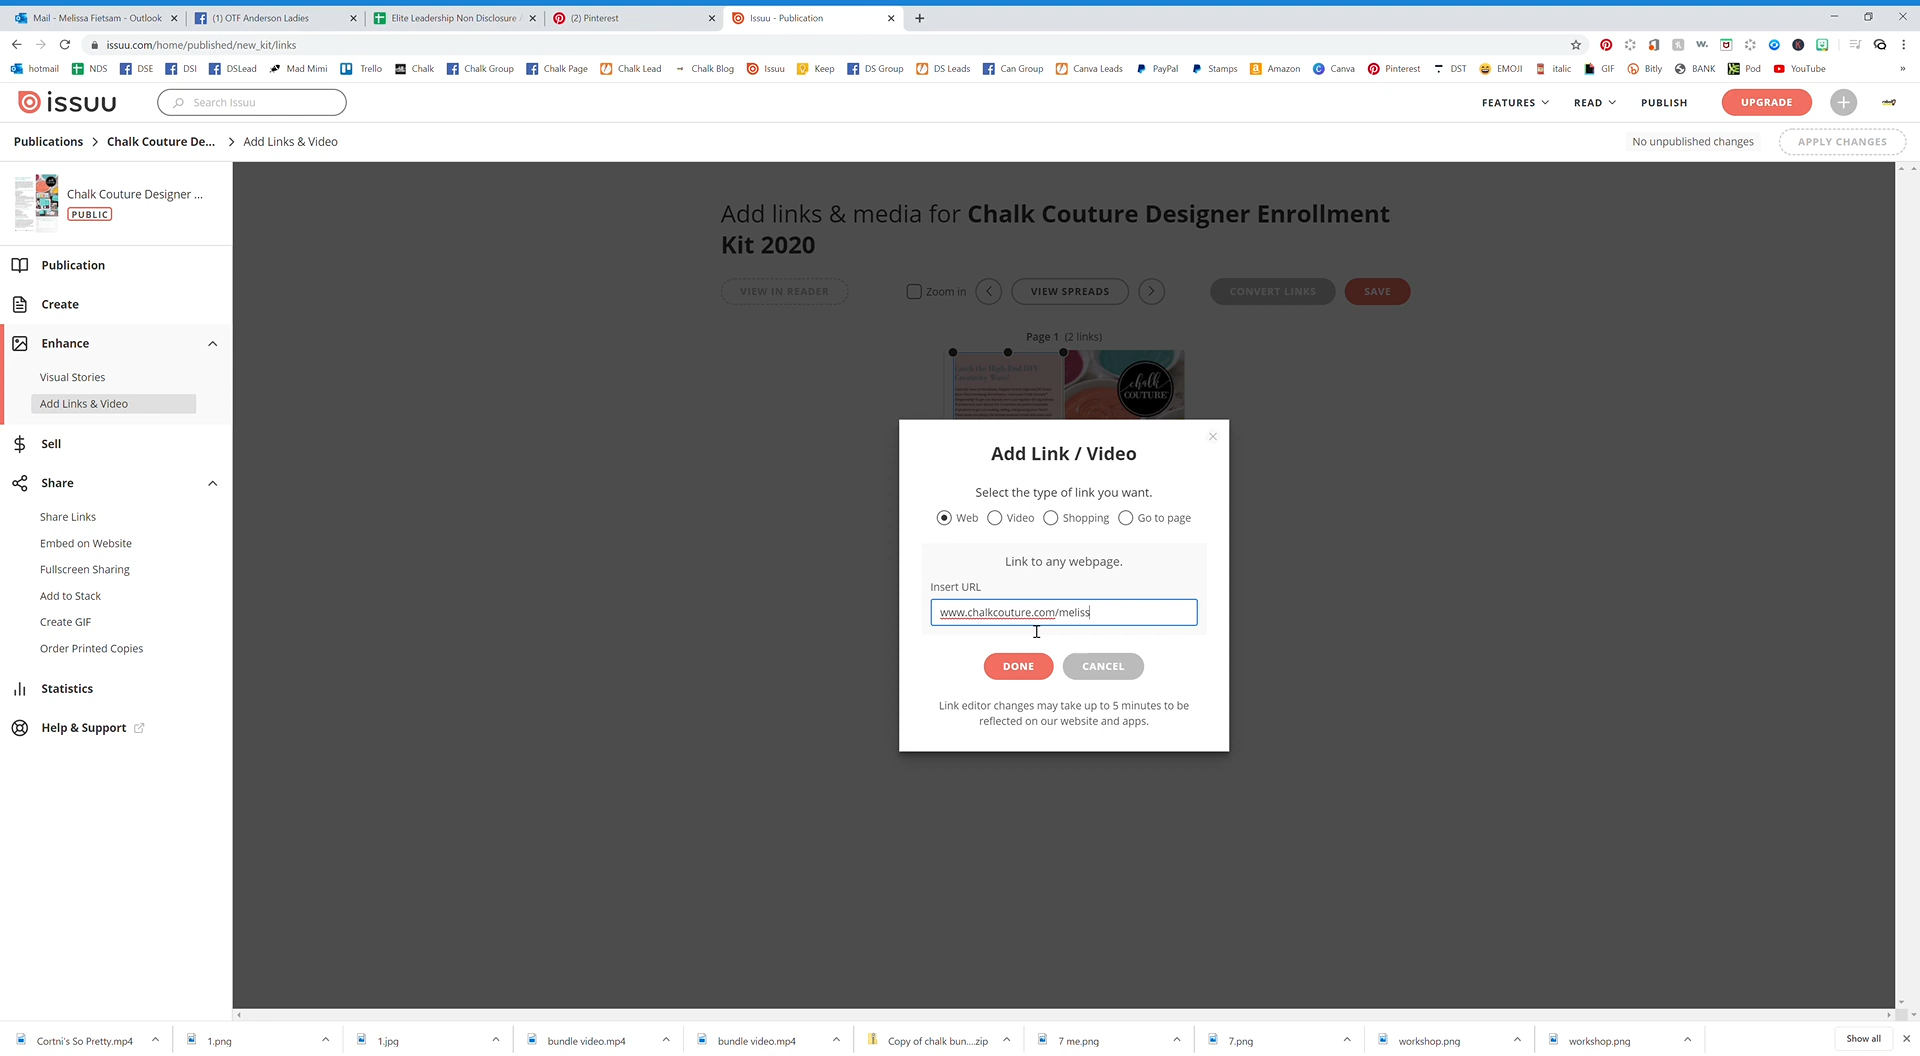 Mail - Melissa Fietsam - Outlook
(1) OTF Anderson Ladies
Elite Leadership Non Disclosure
(2) Pinterest
Issuu - Publication
issuu.com/home/published/new_kit/links
hotmail NDS DSE DSI DSLead Mad Mimi Trello Chalk Chalk Group Chalk Page Chalk Lead Chalk Blog Issuu Keep DS Group DS Leads Can Group Canva Leads PayPal Stamps Amazon Canva Pinterest DST EMOJI italic GIF Bitly BANK Pod YouTube
issuu
Search Issuu
FEATURES READ PUBLISH UPGRADE
Publications > Chalk Couture De... > Add Links & Video
No unpublished changes
APPLY CHANGES
Chalk Couture Designer ...
PUBLIC
Publication
Create
Enhance
Visual Stories
Add Links & Video
Sell
Share
Share Links
Embed on Website
Fullscreen Sharing
Add to Stack
Create GIF
Order Printed Copies
Statistics
Help & Support
Add links & media for Chalk Couture Designer Enrollment
Kit 2020
VIEW IN READER
Zoom in
VIEW SPREADS
CONVERT LINKS
SAVE
Page 1 (2 links)
chalk
COUTURE
Add Link / Video
Select the type of link you want.
Web Video Shopping Go to page
Link to any webpage.
Insert URL
www.chalkcouture.com/meliss
DONE CANCEL
Link editor changes may take up to 5 minutes to be
reflected on our website and apps.
Cortni's So Pretty.mp4
1.png
1.jpg
bundle video.mp4
bundle video.mp4
Copy of chalk bun....zip
7 me.png
7.png
workshop.png
workshop.png
Show all